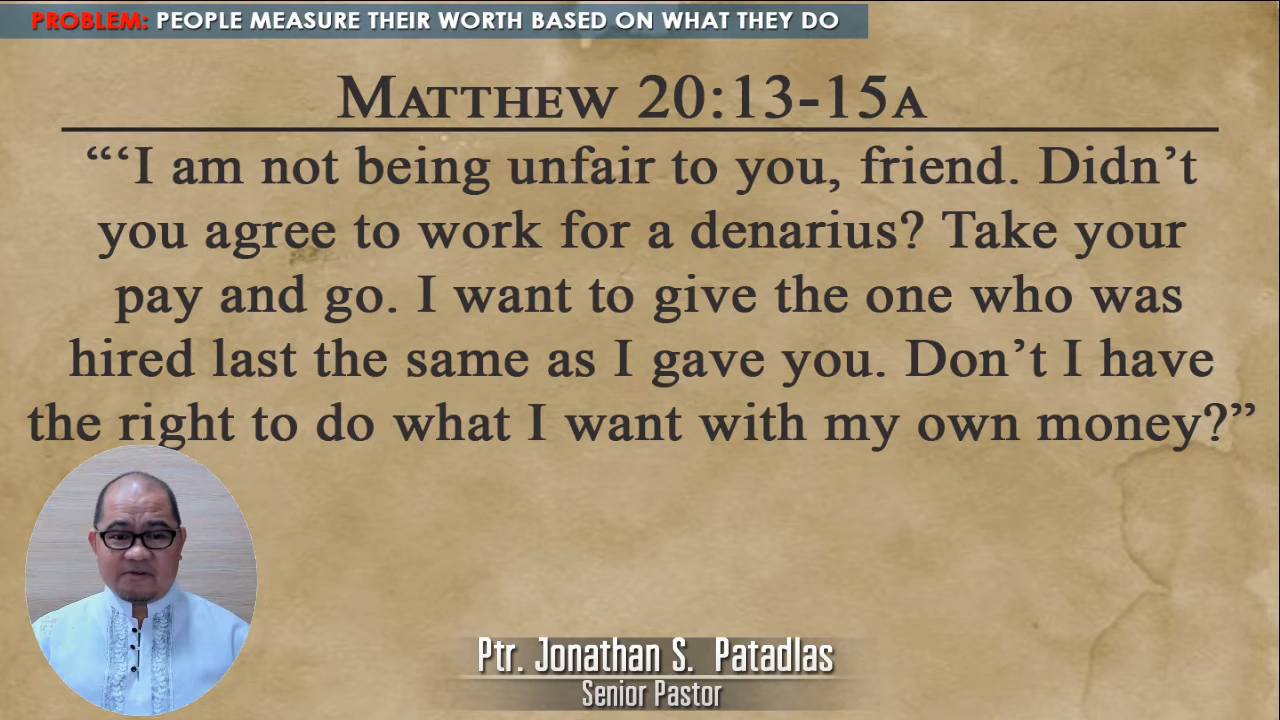 PROBLEM: PEOPLE MEASURE THEIR WORTH BASED ON WHAT THEY DO
MATTHEW 20:13-15A
“‘I am not being unfair to you, friend. Didn’t
you agree to work for a denarius? Take your
pay and go. I want to give the one who was
hired last the same as I gave you. Don’t I have
the right to do what I want with my own money?”
Ptr. Jonathan S. Patadlas
Senior Pastor